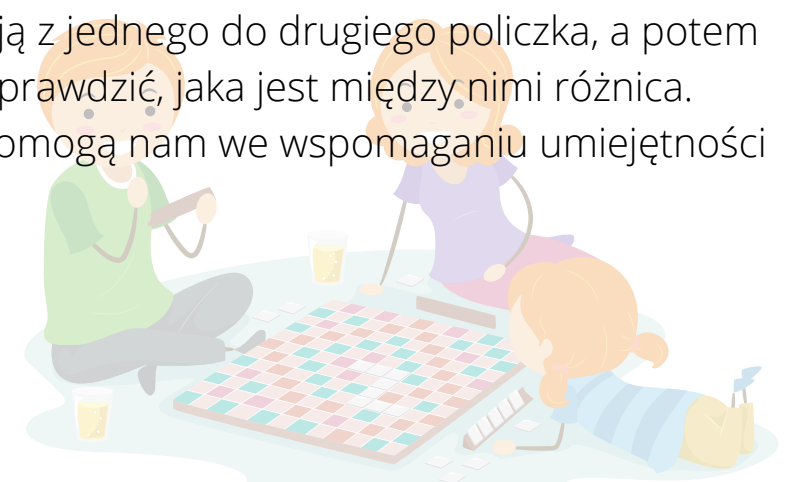 ją z jednego do drugiego policzka, a potem
prawdzić, jaka jest między nimi różnica.
omogą nam we wspomaganiu umiejętności